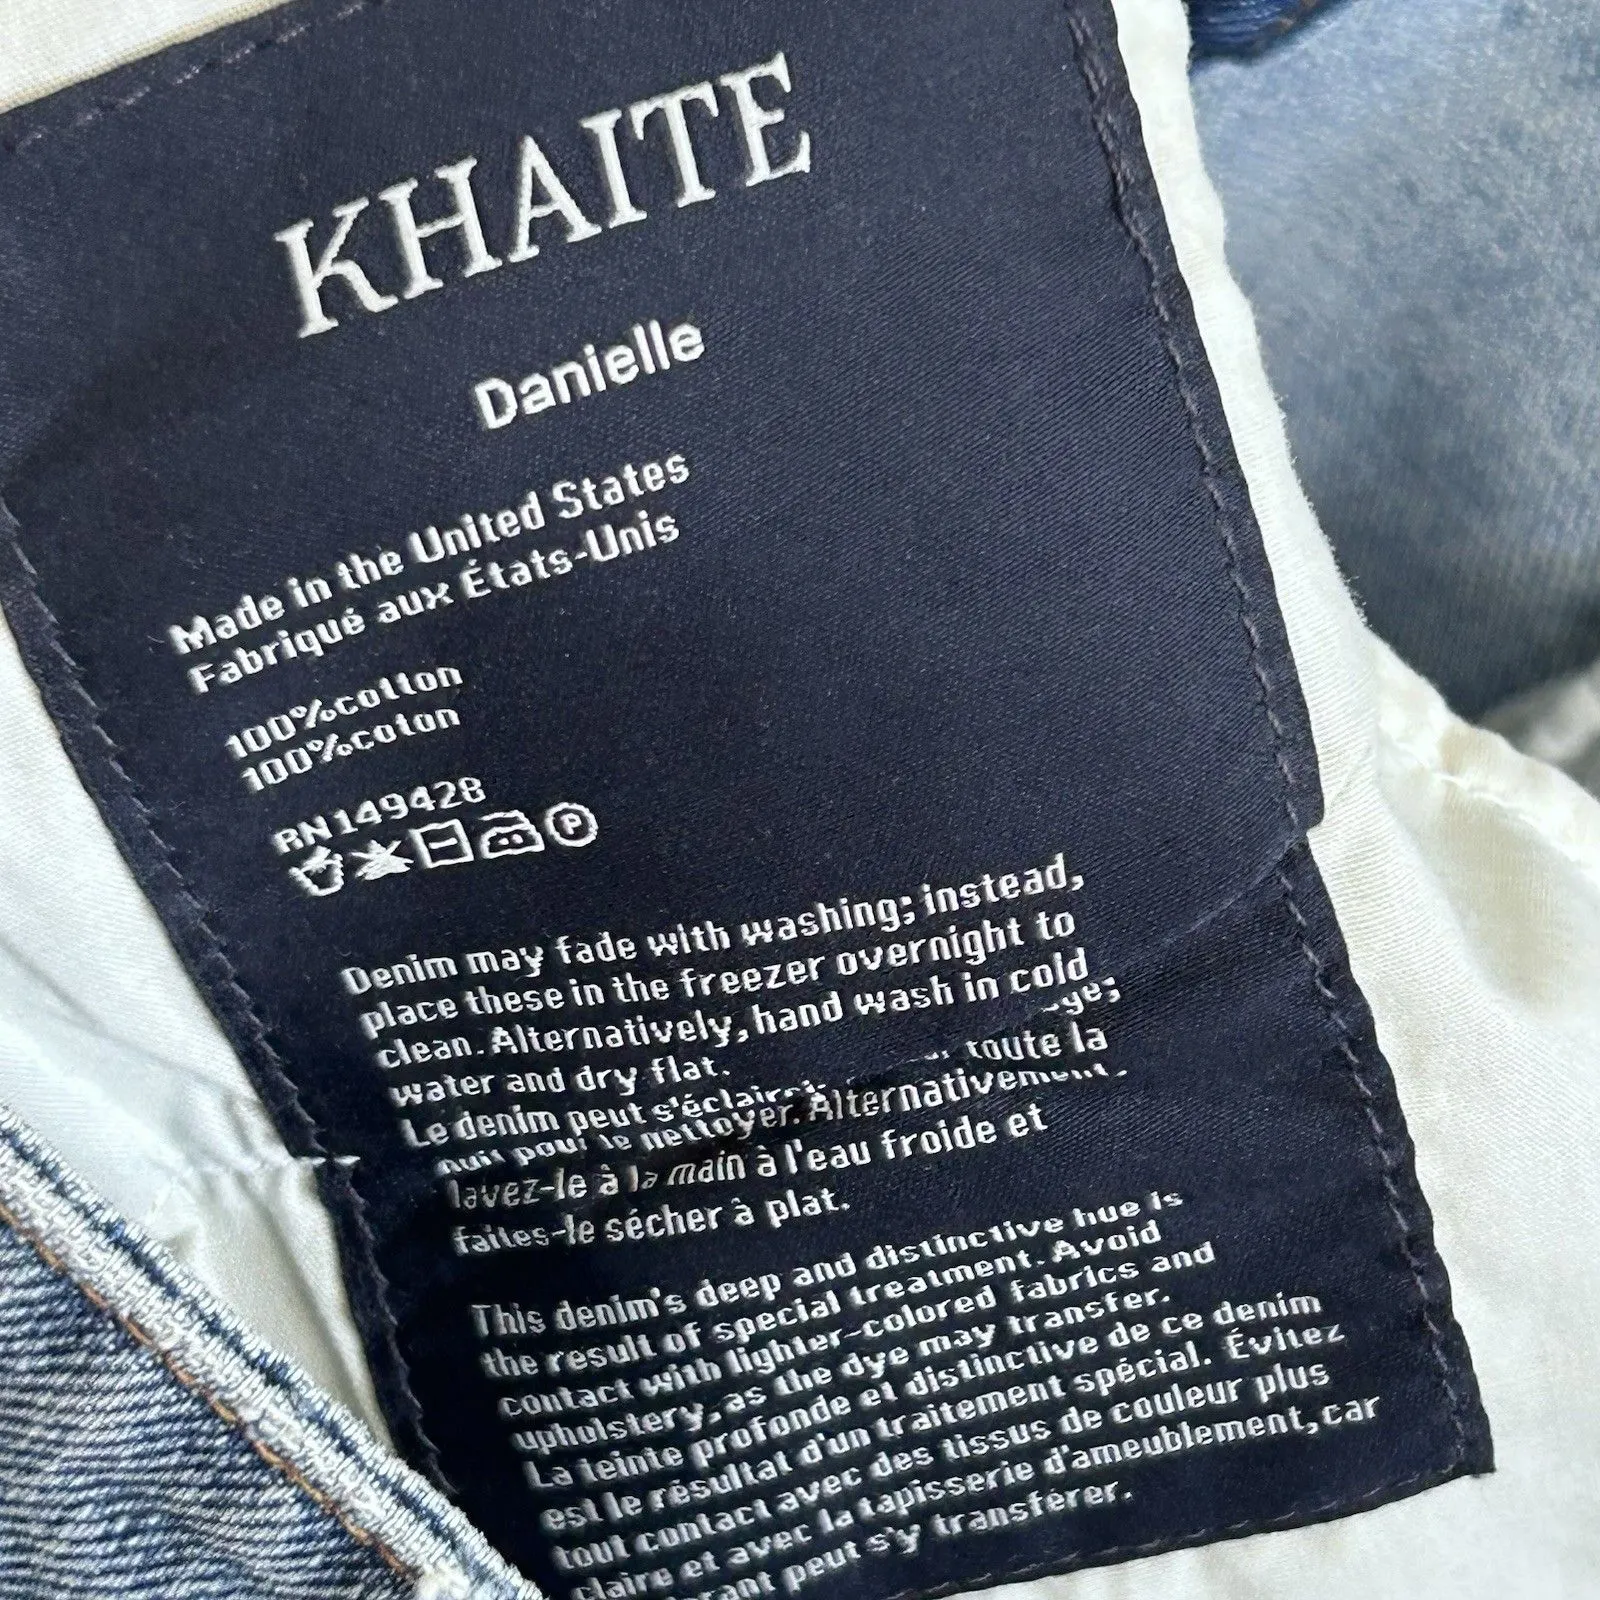 KHAITE
Danielle
Made in the United States
Fabriqué aux États-Unis
100%cotton
100%coton
RN149428
P
Denim may fade with washing; instead,
place these in the freezer overnight to
clean. Alternatively, hand wash in cold
water and dry flat.
Le denim peut s'éclairci
toute la
nuit pour le nettoyer. Alternativement,
lavez-le à la main à l'eau froide et
faites-le sécher à plat.
This denim's deep and distinctive hue is
the result of special treatment. Avoid
contact with lighter-colored fabrics and
upholstery, as the dye may transfer.
La teinte profonde et distinctive de ce denim
est le résultat d'un traitement spécial. Évitez
tout contact avec des tissus de couleur plus
claire et avec la tapisserie d'ameublement, car
peut s'y transférer.